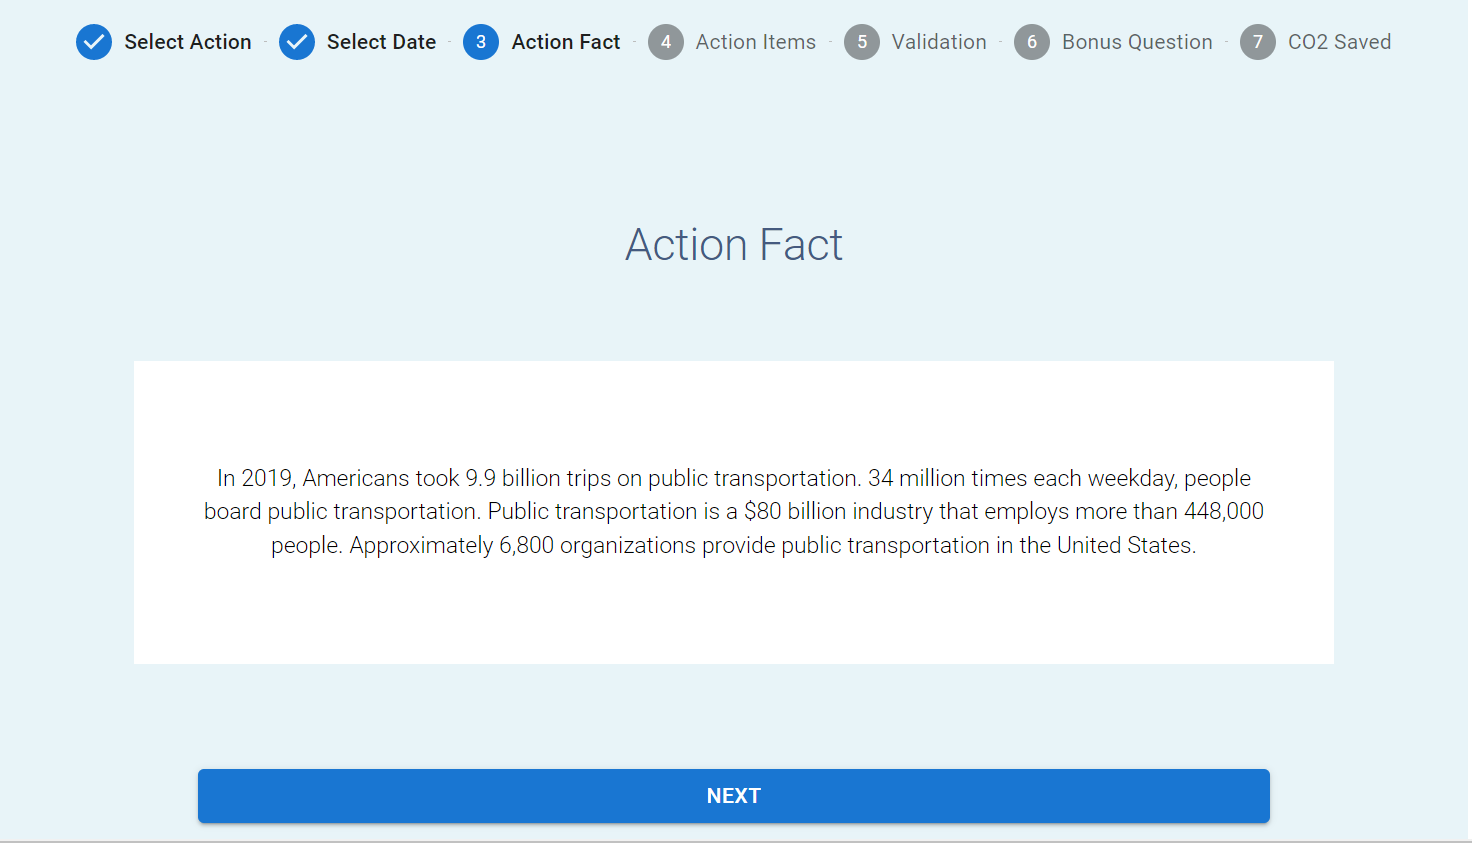 Select Action
Select Date
3 Action Fact
4 Action Items
5 Validation
6 Bonus Question
7 CO2 Saved
Action Fact
In 2019, Americans took 9.9 billion trips on public transportation. 34 million times each weekday, people
board public transportation. Public transportation is a $80 billion industry that employs more than 448,000
people. Approximately 6,800 organizations provide public transportation in the United States.
NEXT